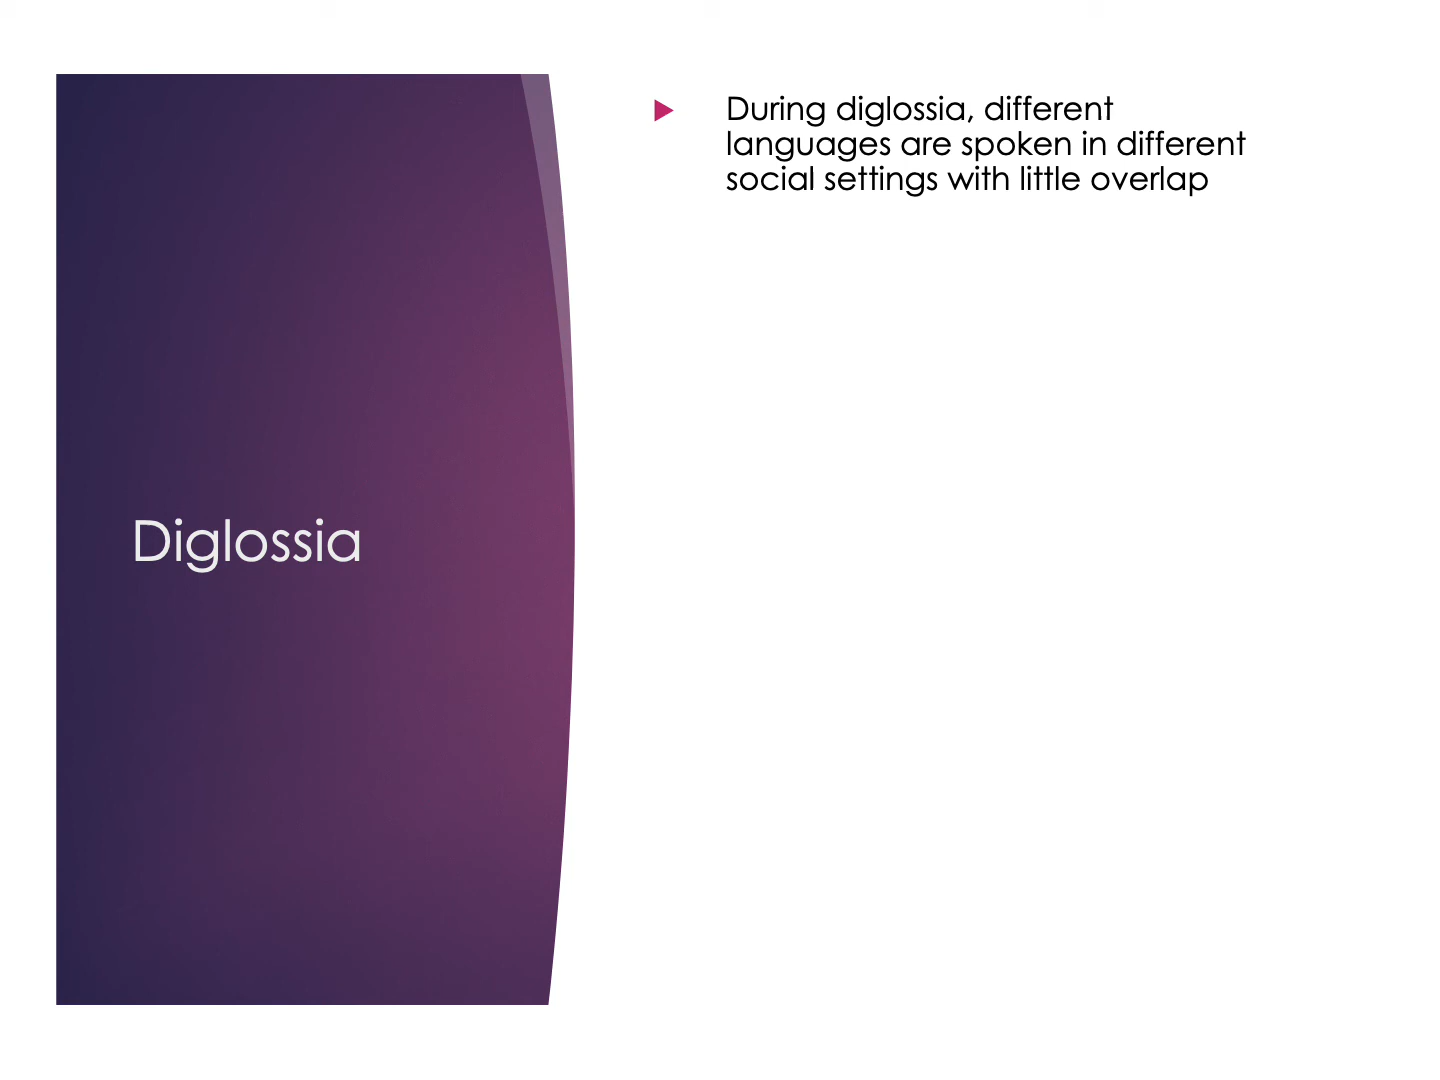 Diglossia
During diglossia, different
languages are spoken in different
social settings with little overlap